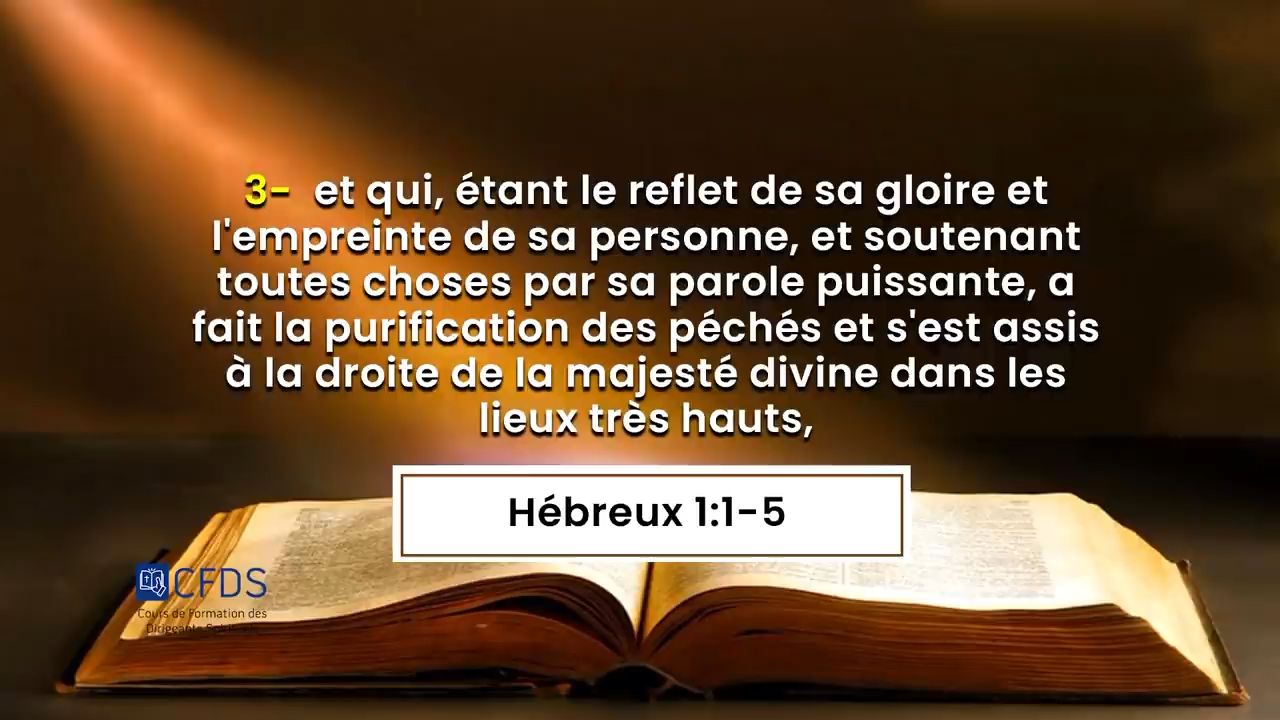 3- et qui, étant le reflet de sa gloire et
l'empreinte de sa personne, et soutenant
toutes choses par sa parole puissante, a
fait la purification des péchés et s'est assis
à la droite de la majesté divine dans les
lieux très hauts,
Hébreux 1:1-5
CFDS
Cours de Formation des
Dirigeants